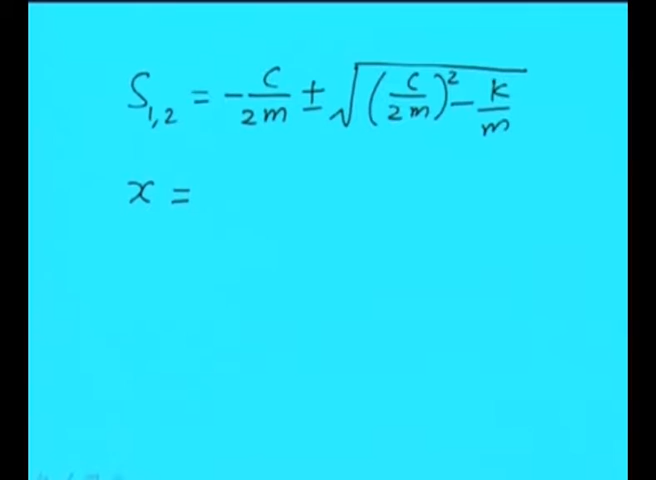 S₁,₂ = -c/2m ± √((c/2m)² - k/m)
x =